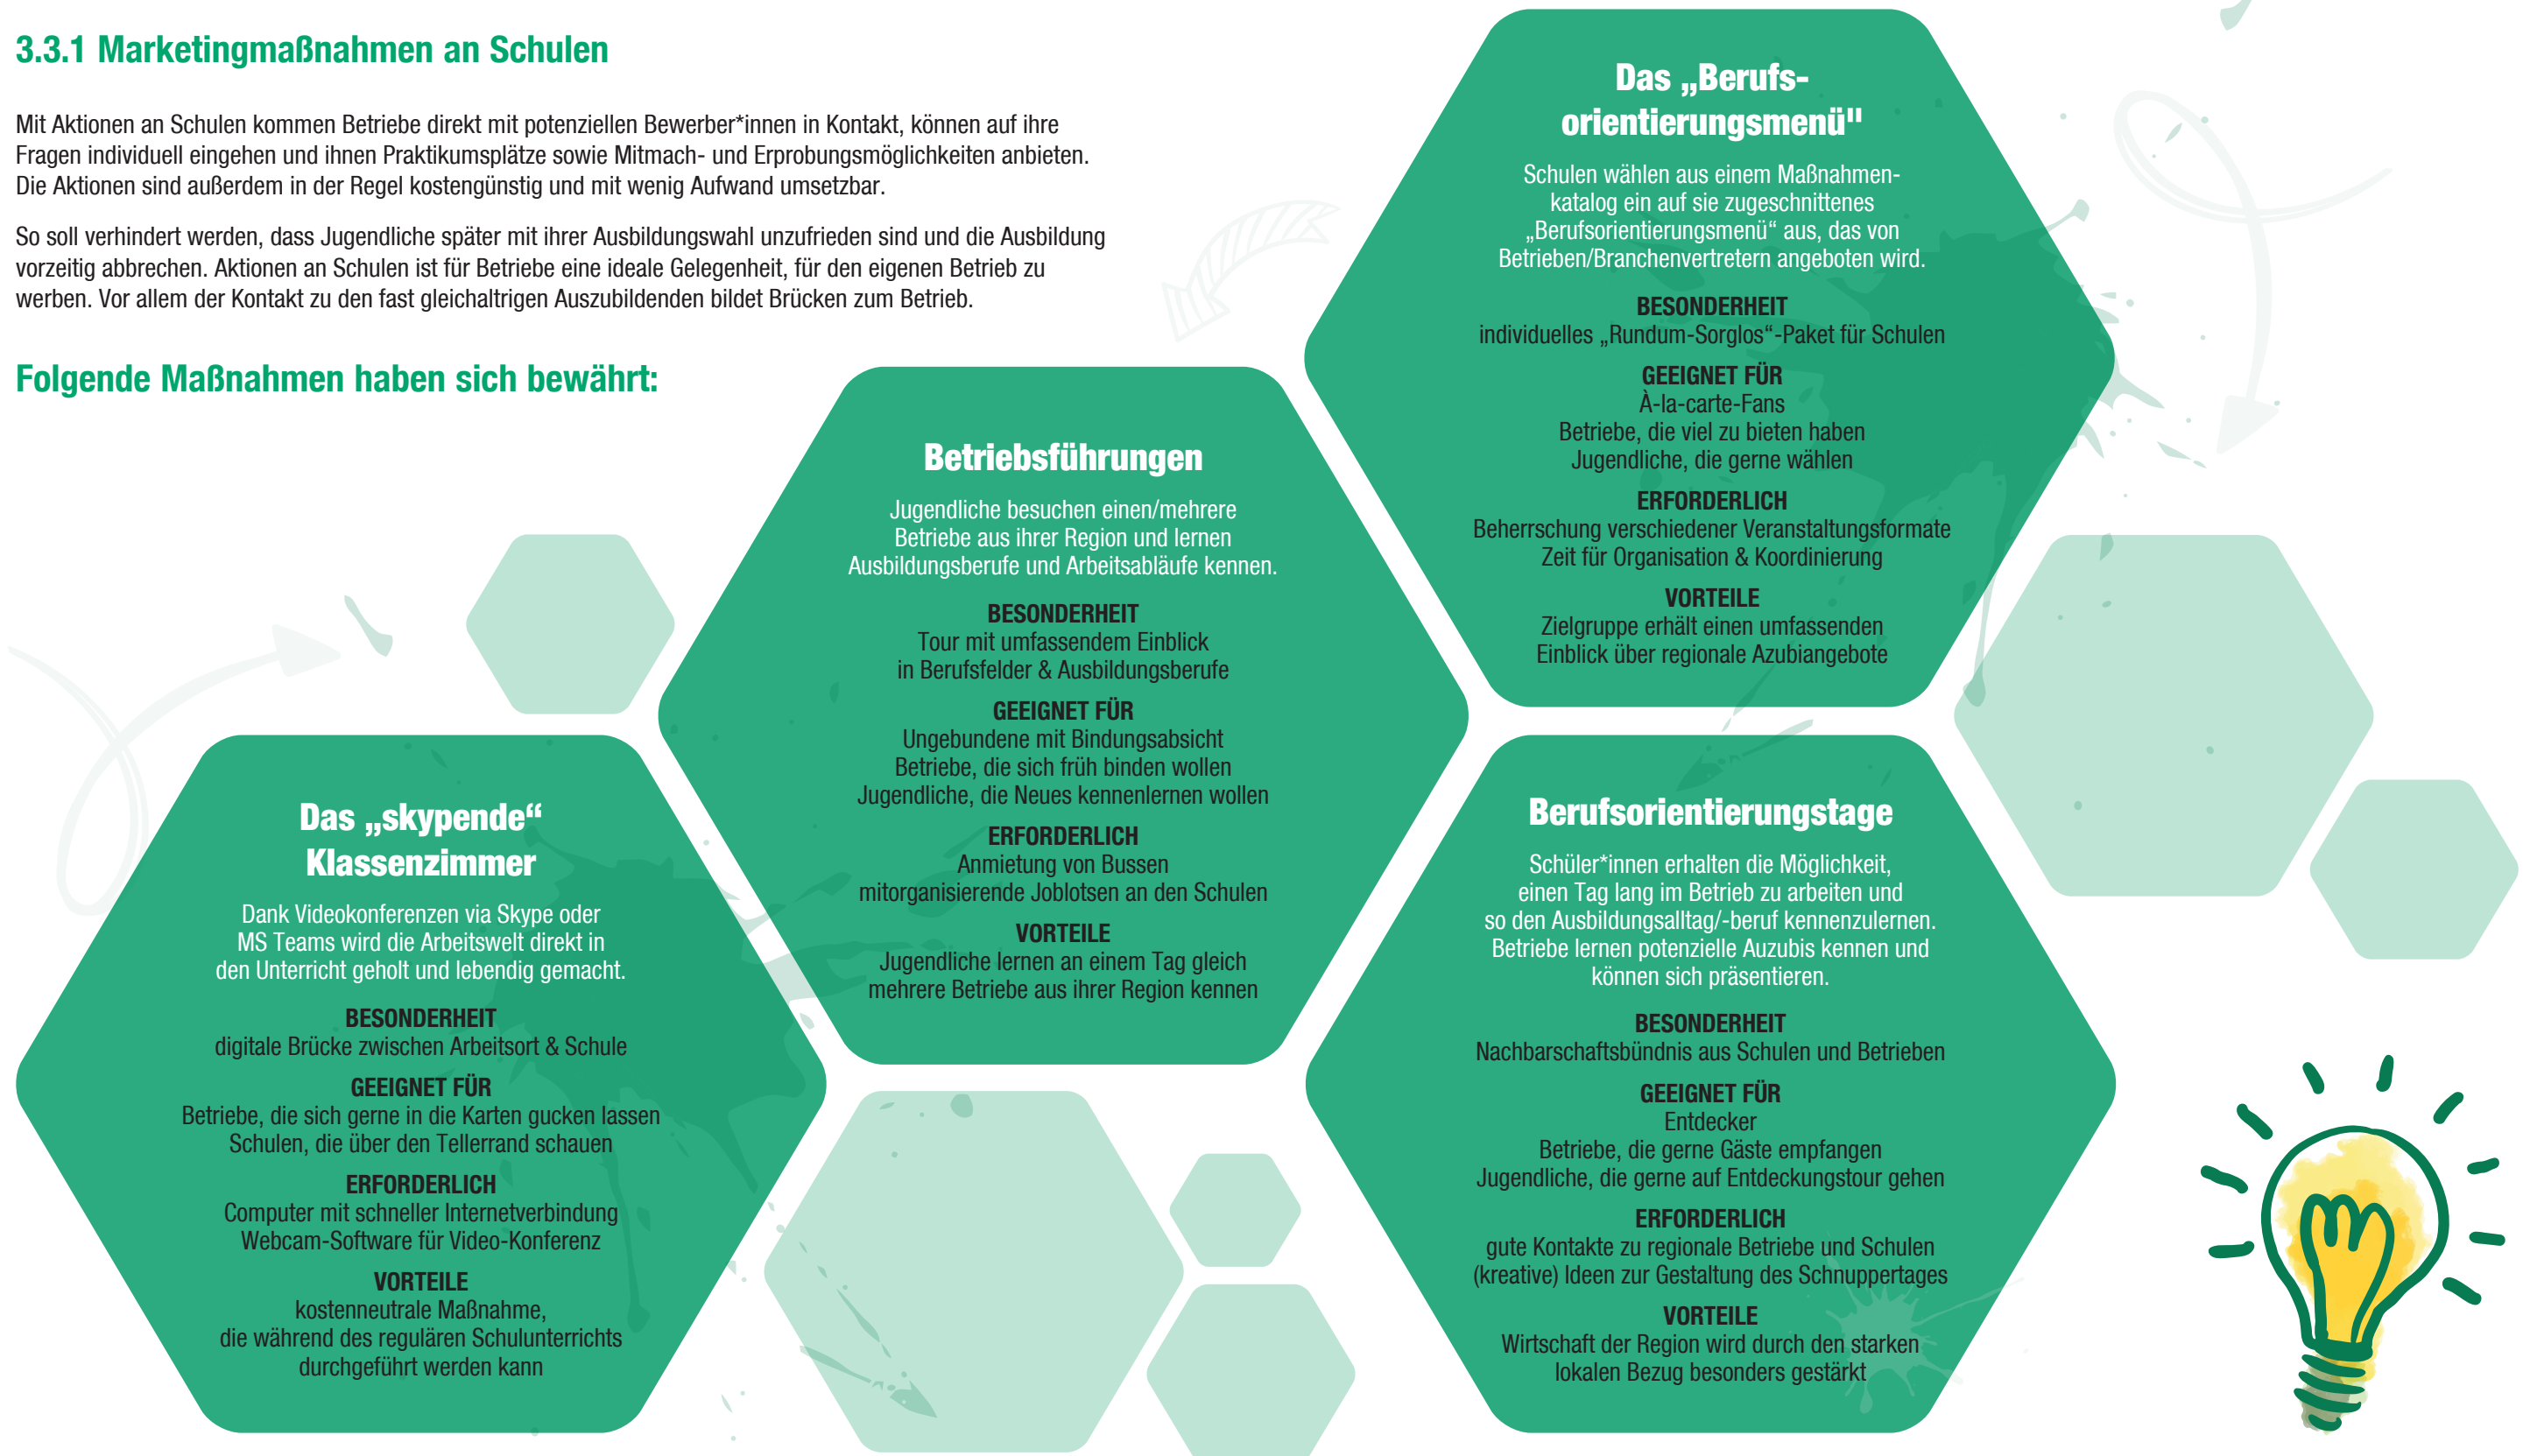 3.3.1 Marketingmaßnahmen an Schulen
Mit Aktionen an Schulen kommen Betriebe direkt mit potenziellen Bewerber*innen in Kontakt, können auf ihre
Fragen individuell eingehen und ihnen Praktikumsplätze sowie Mitmach- und Erprobungsmöglichkeiten anbieten.
Die Aktionen sind außerdem in der Regel kostengünstig und mit wenig Aufwand umsetzbar.
So soll verhindert werden, dass Jugendliche später mit ihrer Ausbildungswahl unzufrieden sind und die Ausbildung
vorzeitig abbrechen. Aktionen an Schulen ist für Betriebe eine ideale Gelegenheit, für den eigenen Betrieb zu
werben. Vor allem der Kontakt zu den fast gleichaltrigen Auszubildenden bildet Brücken zum Betrieb.
Folgende Maßnahmen haben sich bewährt:
Das „skypende“
Klassenzimmer
Dank Videokonferenzen via Skype oder
MS Teams wird die Arbeitswelt direkt in
den Unterricht geholt und lebendig gemacht.
BESONDERHEIT
digitale Brücke zwischen Arbeitsort & Schule
GEEIGNET FÜR
Betriebe, die sich gerne in die Karten gucken lassen
Schulen, die über den Tellerrand schauen
ERFORDERLICH
Computer mit schneller Internetverbindung
Webcam-Software für Video-Konferenz
VORTEILE
kostenneutrale Maßnahme,
die während des regulären Schulunterrichts
durchgeführt werden kann
Betriebsführungen
Jugendliche besuchen einen/mehrere
Betriebe aus ihrer Region und lernen
Ausbildungsberufe und Arbeitsabläufe kennen.
BESONDERHEIT
Tour mit umfassendem Einblick
in Berufsfelder & Ausbildungsberufe
GEEIGNET FÜR
Ungebundene mit Bindungsabsicht
Betriebe, die sich früh binden wollen
Jugendliche, die Neues kennenlernen wollen
ERFORDERLICH
Anmietung von Bussen
mitorganisierende Joblotsen an den Schulen
VORTEILE
Jugendliche lernen an einem Tag gleich
mehrere Betriebe aus ihrer Region kennen
Das „Berufs-
orientierungsmenü"
Schulen wählen aus einem Maßnahmen-
katalog ein auf sie zugeschnittenes
„Berufsorientierungsmenü“ aus, das von
Betrieben/Branchenvertretern angeboten wird.
BESONDERHEIT
individuelles „Rundum-Sorglos“-Paket für Schulen
GEEIGNET FÜR
À-la-carte-Fans
Betriebe, die viel zu bieten haben
Jugendliche, die gerne wählen
ERFORDERLICH
Beherrschung verschiedener Veranstaltungsformate
Zeit für Organisation & Koordinierung
VORTEILE
Zielgruppe erhält einen umfassenden
Einblick über regionale Azubiangebote
Berufsorientierungstage
Schüler*innen erhalten die Möglichkeit,
einen Tag lang im Betrieb zu arbeiten und
so den Ausbildungsalltag/-beruf kennenzulernen.
Betriebe lernen potenzielle Auzubis kennen und
können sich präsentieren.
BESONDERHEIT
Nachbarschaftsbündnis aus Schulen und Betrieben
GEEIGNET FÜR
Entdecker
Betriebe, die gerne Gäste empfangen
Jugendliche, die gerne auf Entdeckungstour gehen
ERFORDERLICH
gute Kontakte zu regionale Betriebe und Schulen
(kreative) Ideen zur Gestaltung des Schnuppertages
VORTEILE
Wirtschaft der Region wird durch den starken
lokalen Bezug besonders gestärkt